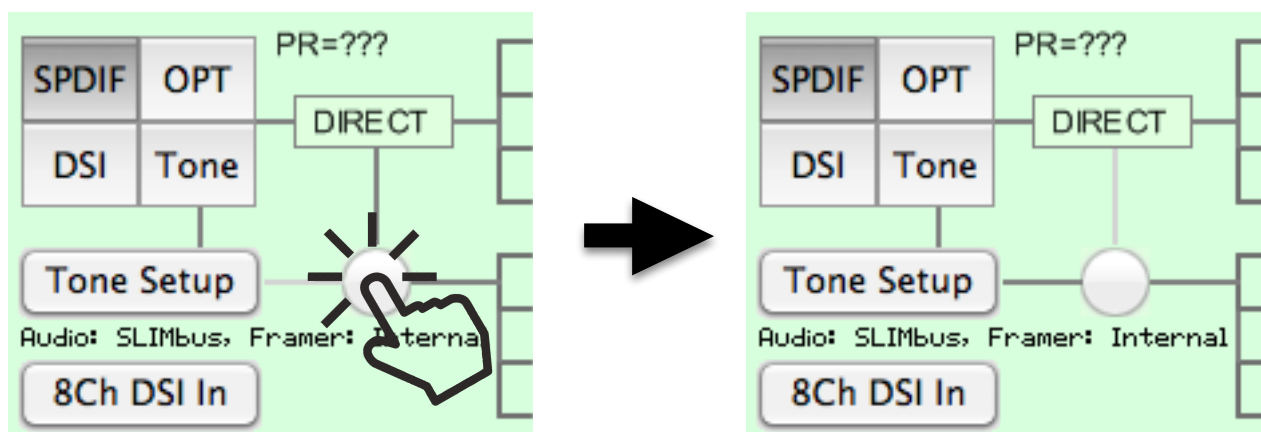 PR=???
SPDIF OPT
DIRECT
DSI Tone
Tone Setup
Audio: SLIMbus, Framer: Internal
8Ch DSI In
PR=???
SPDIF OPT
DIRECT
DSI Tone
Tone Setup
Audio: SLIMbus, Framer: Internal
8Ch DSI In